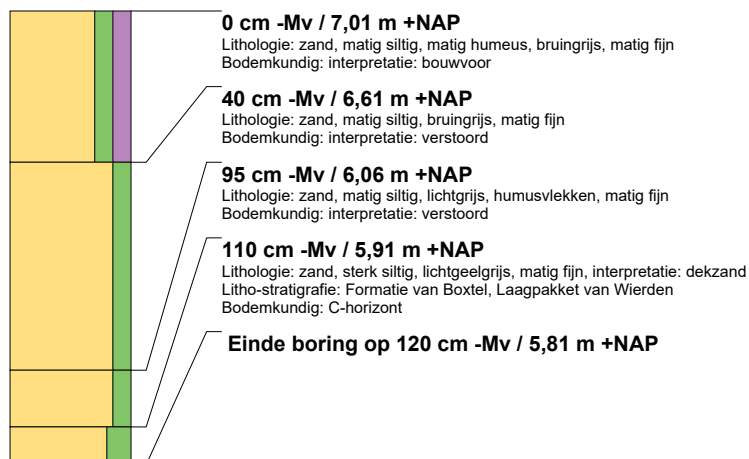 0 cm -Mv / 7,01 m +NAP
Lithologie: zand, matig siltig, matig humeus, bruingrijs, matig fijn
Bodemkundig: interpretatie: bouwvoor
40 cm -Mv / 6,61 m +NAP
Lithologie: zand, matig siltig, bruingrijs, matig fijn
Bodemkundig: interpretatie: verstoord
95 cm -Mv / 6,06 m +NAP
Lithologie: zand, matig siltig, lichtgrijs, humusvlekken, matig fijn
Bodemkundig: interpretatie: verstoord
110 cm -Mv / 5,91 m +NAP
Lithologie: zand, sterk siltig, lichtgeelgrijs, matig fijn, interpretatie: dekzand
Litho-stratigrafie: Formatie van Boxtel, Laagpakket van Wierden
Bodemkundig: C-horizont
Einde boring op 120 cm -Mv / 5,81 m +NAP